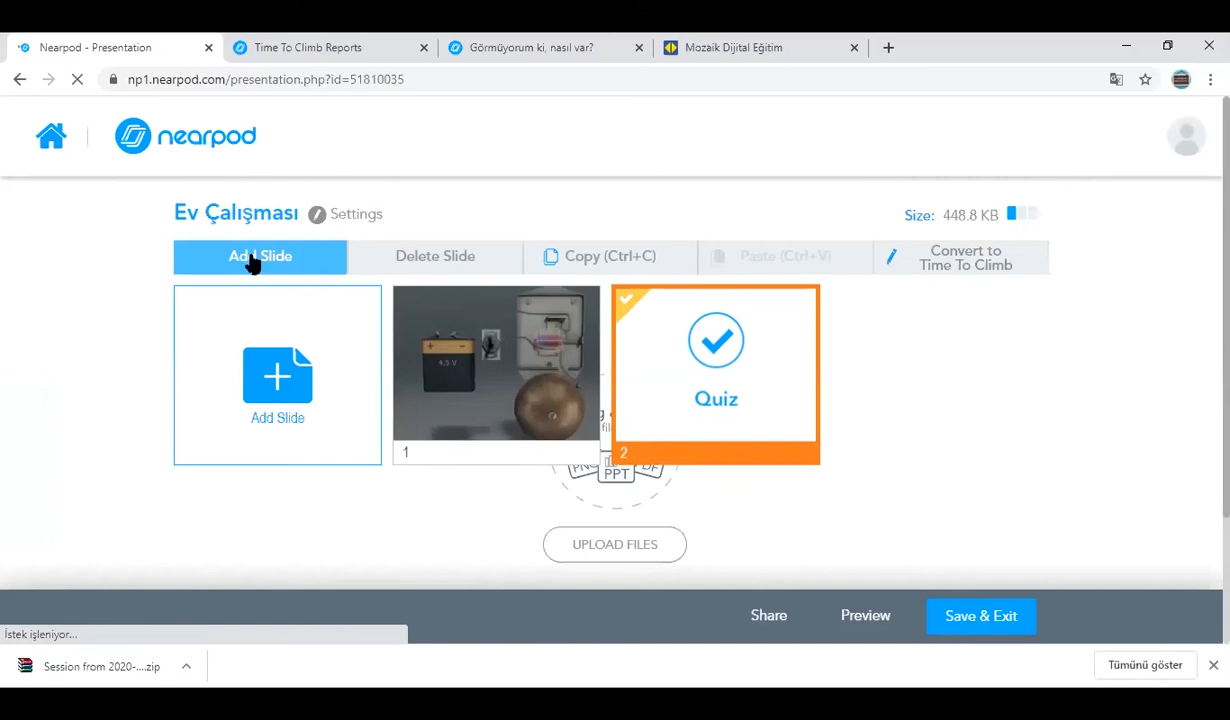 Nearpod - Presentation
Time To Climb Reports
Görmüyorum ki, nasıl var?
Mozaik Dijital Eğitim
np1.nearpod.com/presentation.php?id=51810035
nearpod
Ev Çalışması
Settings
Size: 448.8 KB
Add Slide
Delete Slide
Copy (Ctrl+C)
Paste (Ctrl+V)
Convert to
Time To Climb
4,5 V
Quiz
Add Slide
1
2
PPT
UPLOAD FILES
Share
Preview
Save & Exit
İstek işleniyor...
Session from 2020-....zip
Tümünü göster